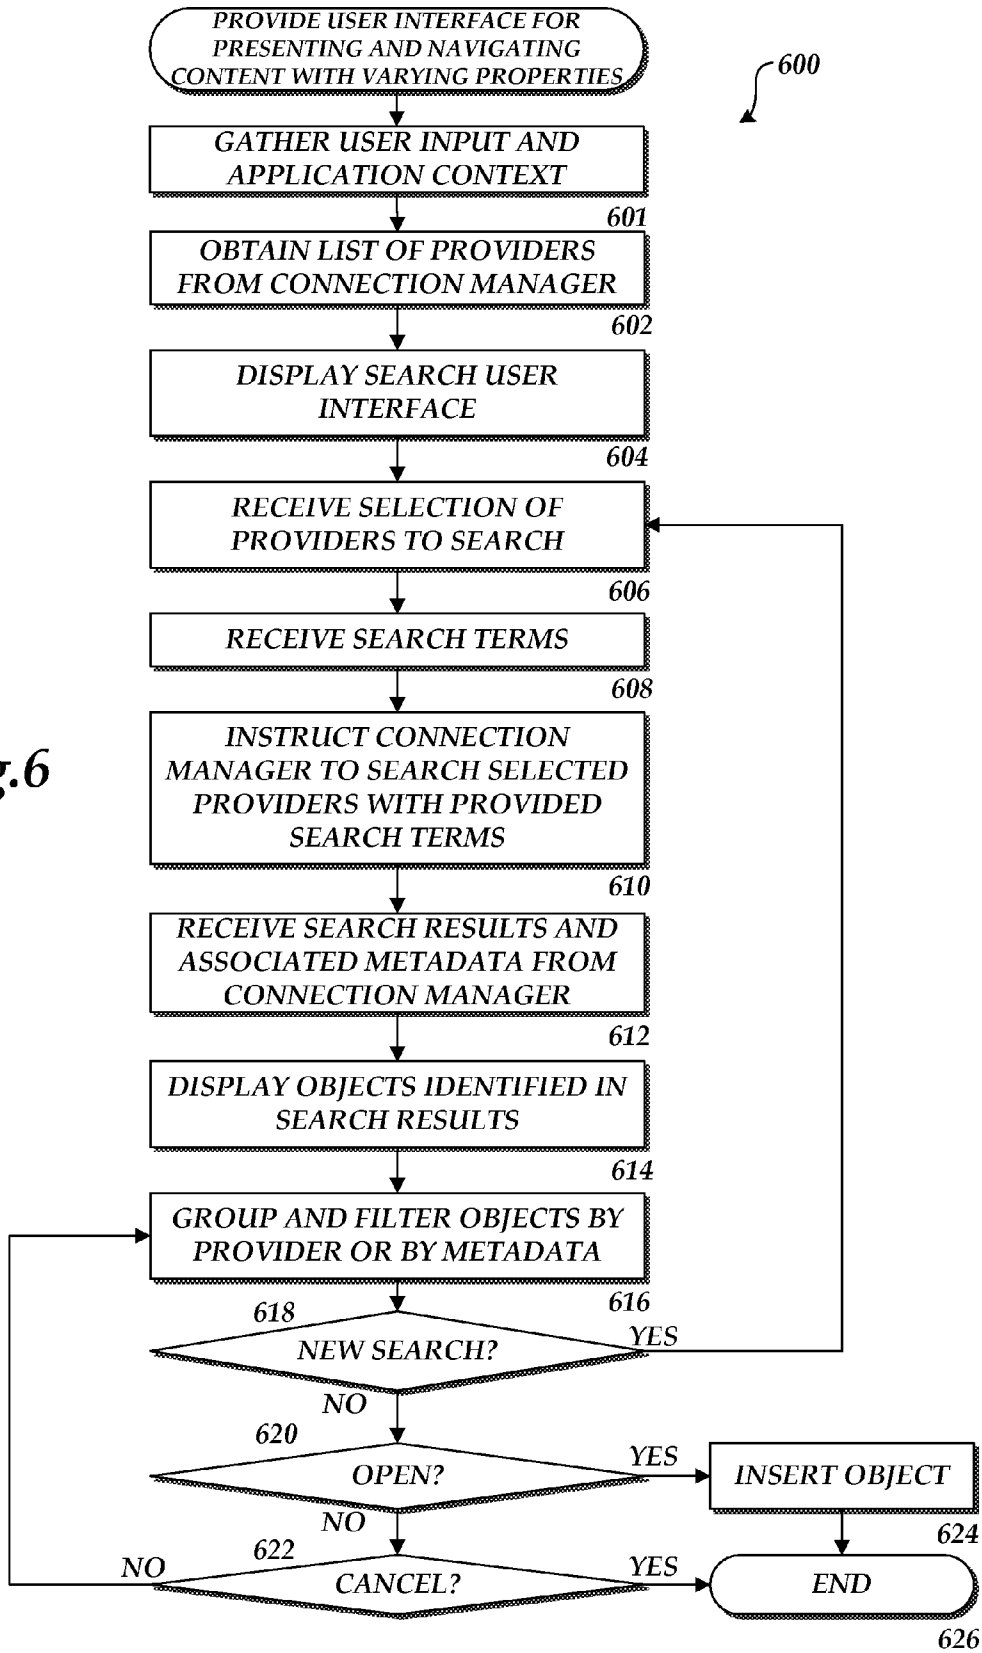 PROVIDE USER INTERFACE FOR
PRESENTING AND NAVIGATING
CONTENT WITH VARYING PROPERTIES
600
GATHER USER INPUT AND
APPLICATION CONTEXT
601
OBTAIN LIST OF PROVIDERS
FROM CONNECTION MANAGER
602
DISPLAY SEARCH USER
INTERFACE
604
RECEIVE SELECTION OF
PROVIDERS TO SEARCH
606
RECEIVE SEARCH TERMS
608
INSTRUCT CONNECTION
MANAGER TO SEARCH SELECTED
PROVIDERS WITH PROVIDED
SEARCH TERMS
g.6
610
RECEIVE SEARCH RESULTS AND
ASSOCIATED METADATA FROM
CONNECTION MANAGER
612
DISPLAY OBJECTS IDENTIFIED IN
SEARCH RESULTS
614
GROUP AND FILTER OBJECTS BY
PROVIDER OR BY METADATA
616
618
NEW SEARCH?
YES
NO
620
OPEN?
YES
INSERT OBJECT
624
NO
622
CANCEL?
NO
YES
END
626